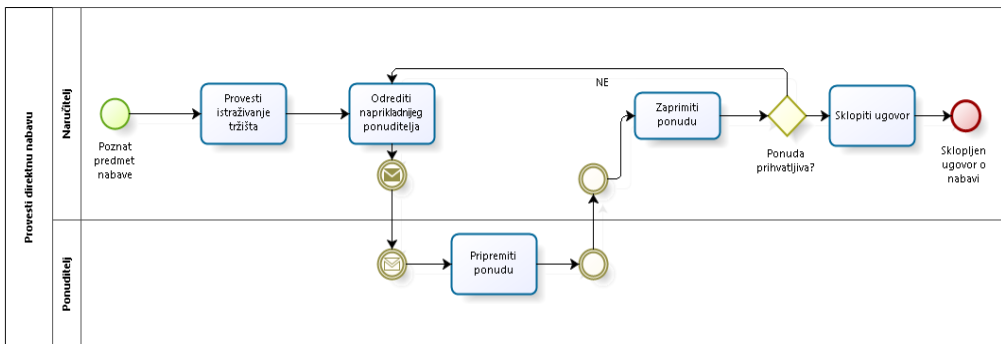 Provesti direktnu nabavu
Naručitelj
Poznat
predmet
nabave
Provesti
istraživanje
tržišta
Odrediti
naprikladnijeg
ponuditelja
NE
Zaprimiti
ponudu
Ponuda
prihvatljiva?
Sklopiti ugovor
Sklopljen
ugovor o
nabavi
Ponuditelj
Pripremiti
ponudu